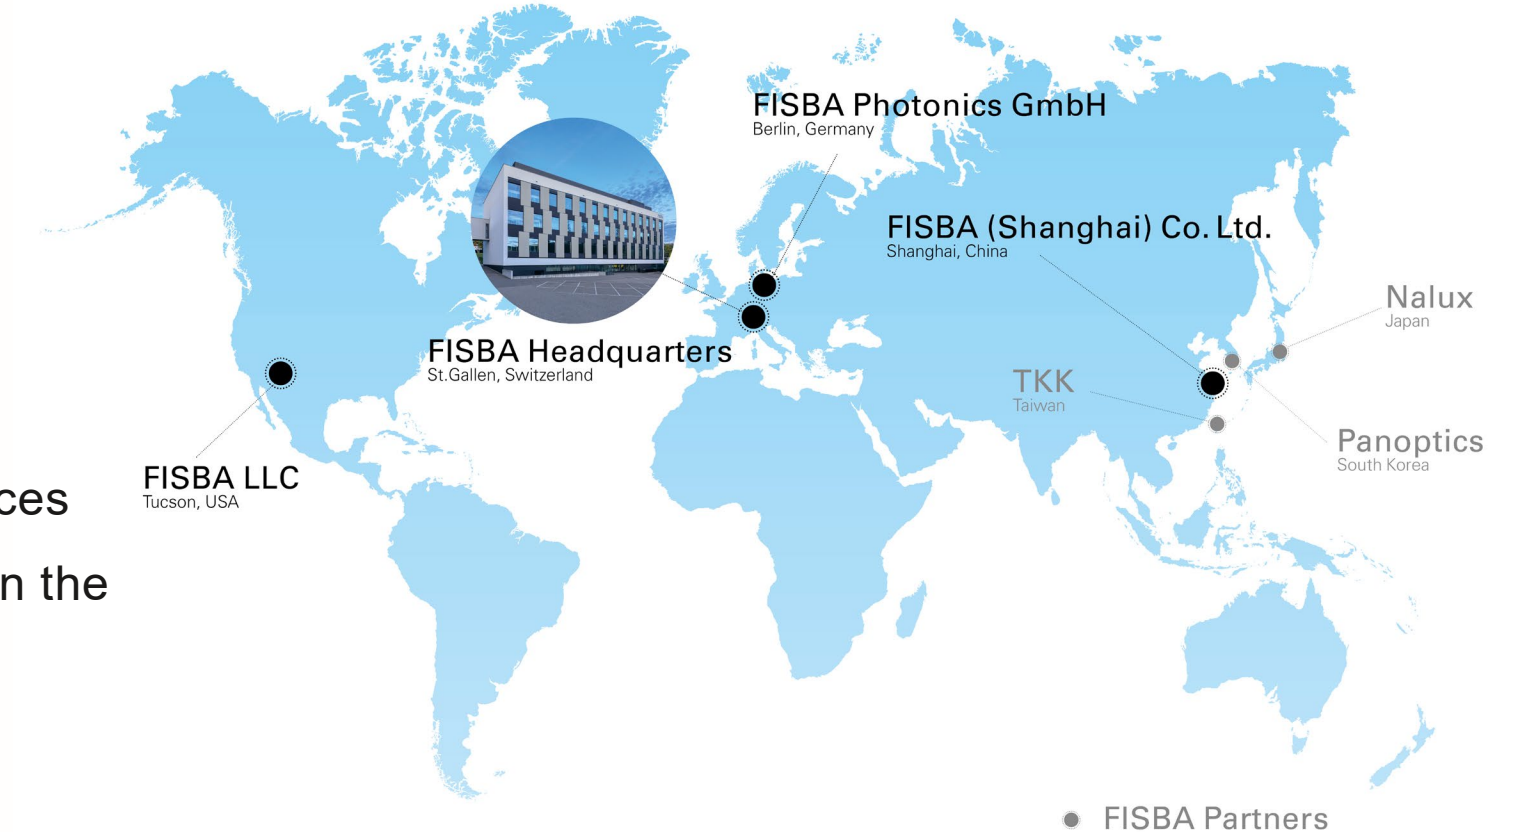 FISBA Photonics GmbH
Berlin, Germany
FISBA (Shanghai) Co. Ltd.
Shanghai, China
Nalux
Japan
FISBA Headquarters
St.Gallen, Switzerland
TKK
Taiwan
Panoptics
South Korea
FISBA LLC
Tucson, USA
ces
n the
FISBA Partners